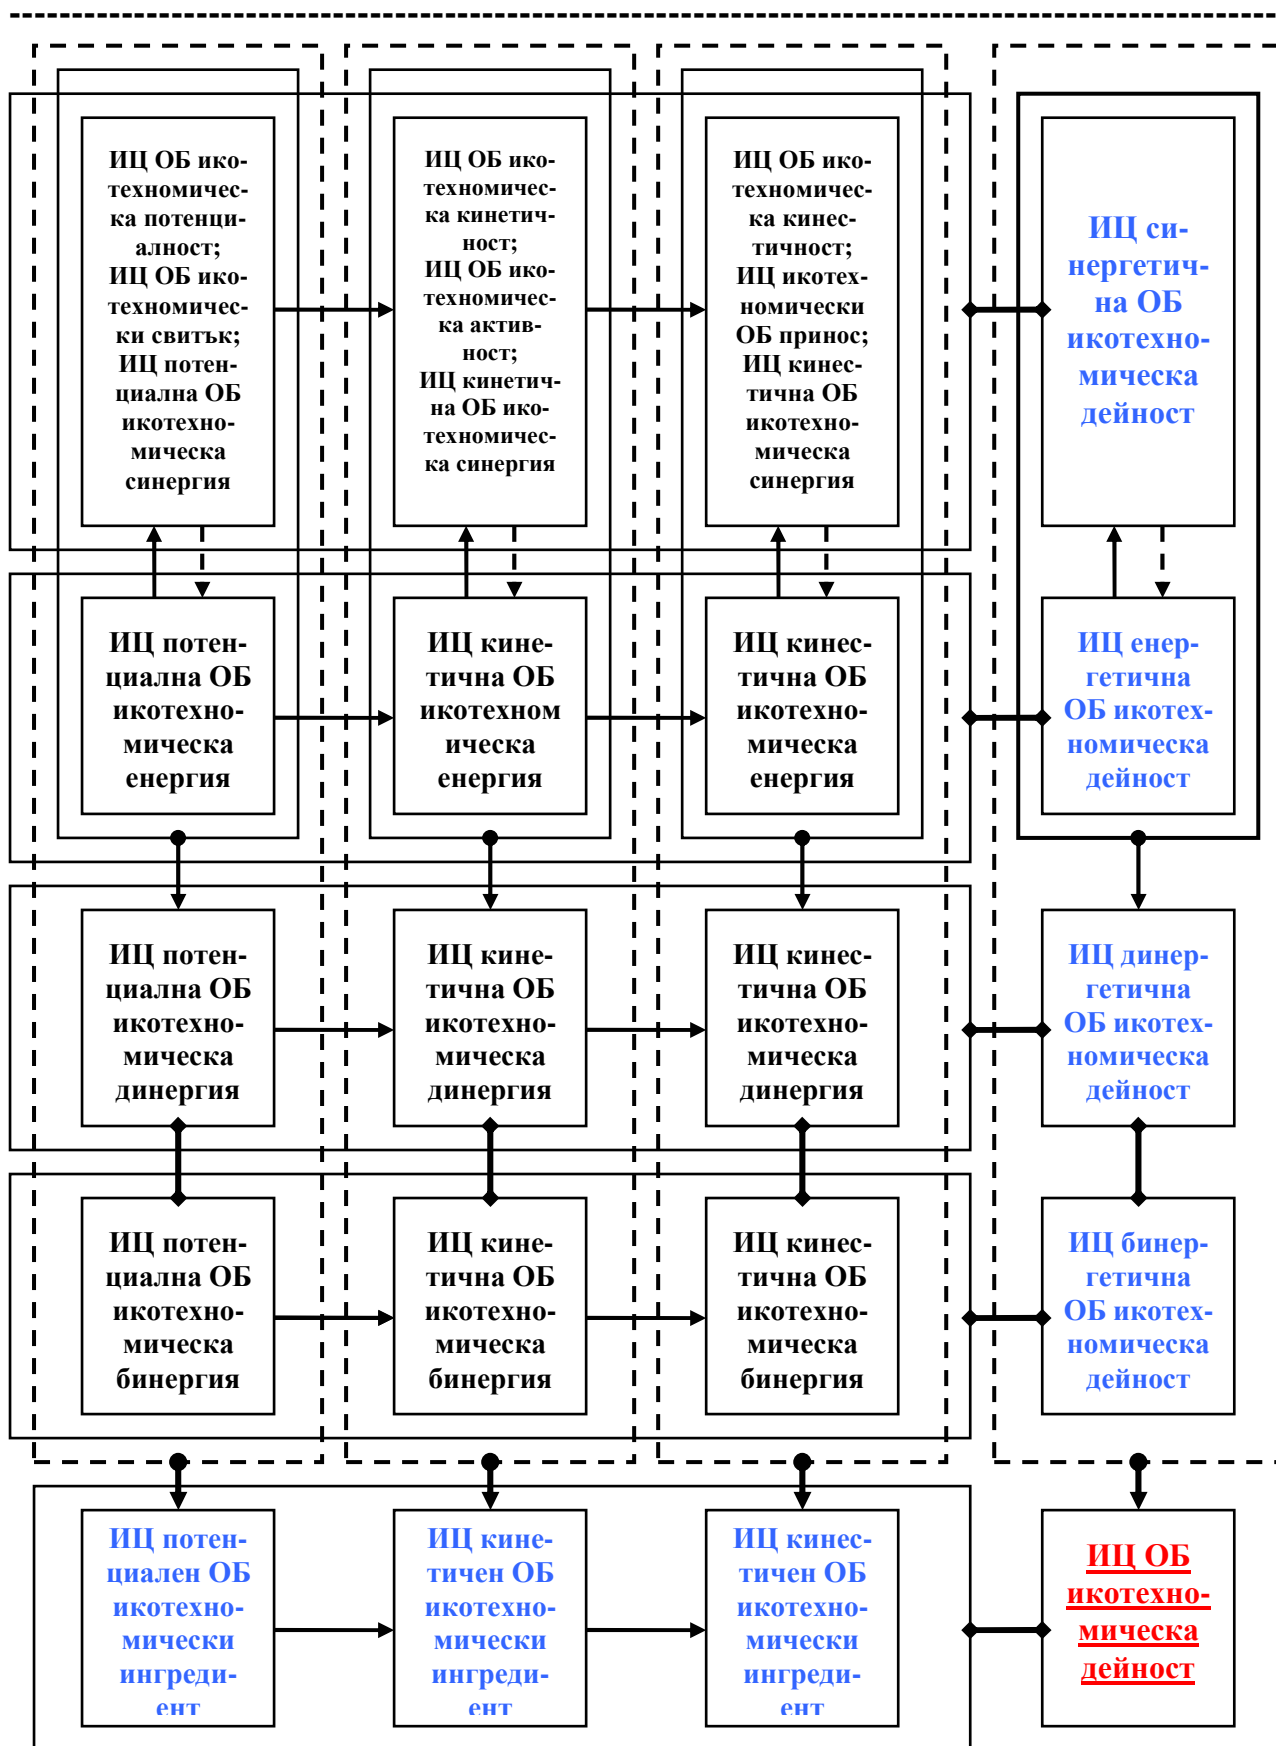 ИЦ ОБ ико-
техномичес-
ка потенци-
алност;
ИЦ ОБ ико-
техномичес-
ки свитък;
ИЦ потен-
циална ОБ
икотехно-
мическа
синергия
ИЦ ОБ ико-
техномичес-
ка кинетич-
ност;
ИЦ ОБ ико-
техномичес-
ка актив-
ност;
ИЦ кинетич-
на ОБ ико-
техномичес-
ка синергия
ИЦ ОБ ико-
техномичес-
ка кинес-
тичност;
ИЦ икотех-
номически
ОБ принос;
ИЦ кинес-
тична ОБ
икотехно-
мическа
синергия
ИЦ си-
нергетич-
на ОБ
икотехно-
мическа
дейност
ИЦ потен-
циална ОБ
икотехно-
мическа
енергия
ИЦ кине-
тична ОБ
икотехном
ическа
енергия
ИЦ кинес-
тична ОБ
икотехно-
мическа
енергия
ИЦ енер-
гетична
ОБ икотех-
номическа
дейност
ИЦ потен-
циална ОБ
икотехно-
мическа
динергия
ИЦ кине-
тична ОБ
икотехно-
мическа
динергия
ИЦ кинес-
тична ОБ
икотехно-
мическа
динергия
ИЦ динер-
гетична
ОБ икотех-
номическа
дейност
ИЦ потен-
циална ОБ
икотехно-
мическа
бинергия
ИЦ кине-
тична ОБ
икотехно-
мическа
бинергия
ИЦ кинес-
тична ОБ
икотехно-
мическа
бинергия
ИЦ бинер-
гетична
ОБ икотех-
номическа
дейност
ИЦ потен-
циален ОБ
икотехно-
мически
ингреди-
ент
ИЦ кине-
тичен ОБ
икотехно-
мически
ингреди-
ент
ИЦ кинес-
тичен ОБ
икотехно-
мически
ингреди-
ент
ИЦ ОБ
икотехно-
мическа
дейност